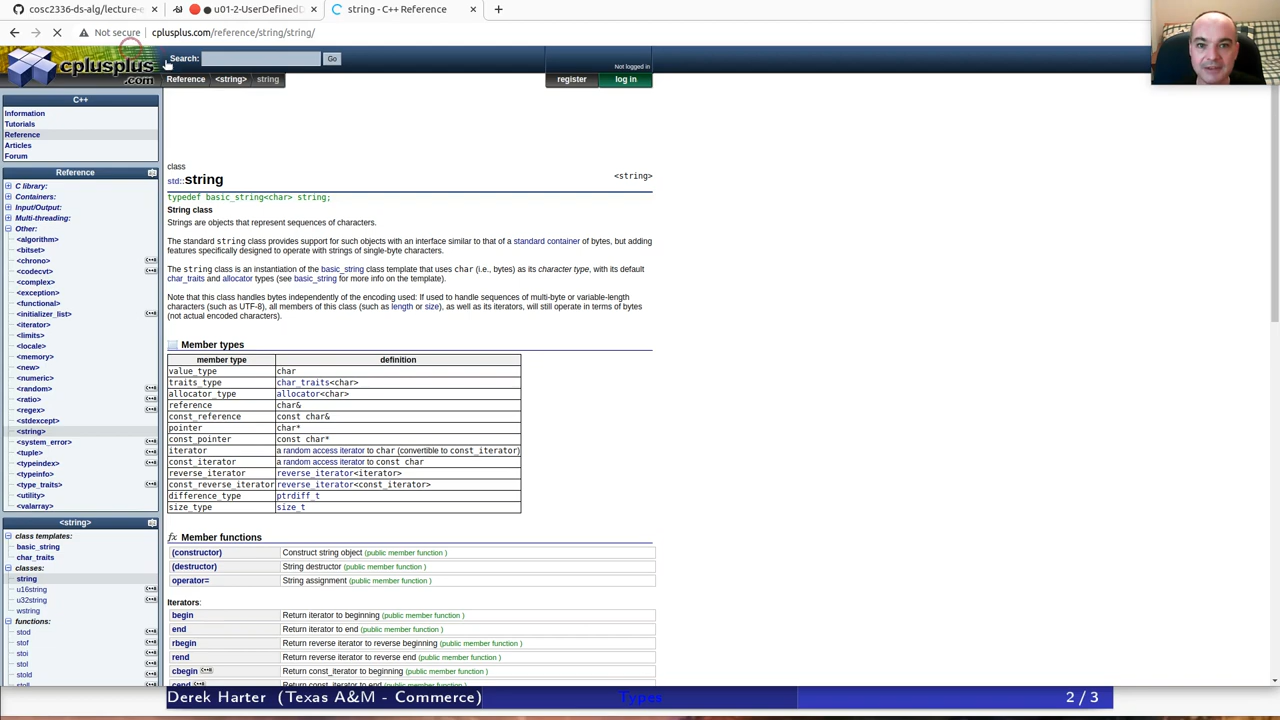 cosc2336-ds-alg/lecture-e
u01-2-UserDefinedD
string - C++ Reference
Not secure
cplusplus.com/reference/string/string/
Search:
Go
cplusplus
.com
Not logged in
Reference
<string>
string
register
log in
C++
Information
Tutorials
Reference
Articles
Forum
Reference
C library:
Containers:
Input/Output:
Multi-threading:
Other:
<algorithm>
<bitset>
<chrono>
<codecvt>
<complex>
<exception>
<functional>
<initializer_list>
<iterator>
<limits>
<locale>
<memory>
<new>
<numeric>
<random>
<ratio>
<regex>
<stdexcept>
<string>
<system_error>
<tuple>
<typeindex>
<typeinfo>
<type_traits>
<utility>
<valarray>
<string>
class templates:
basic_string
char_traits
classes:
string
u16string
u32string
wstring
functions:
stod
stof
stoi
stol
stold
stoll
class
std::string
<string>
typedef basic_string<char> string;
String class
Strings are objects that represent sequences of characters.
The standard string class provides support for such objects with an interface similar to that of a standard container of bytes, but adding
features specifically designed to operate with strings of single-byte characters.
The string class is an instantiation of the basic_string class template that uses char (i.e., bytes) as its character type, with its default
char_traits and allocator types (see basic_string for more info on the template).
Note that this class handles bytes independently of the encoding used: If used to handle sequences of multi-byte or variable-length
characters (such as UTF-8), all members of this class (such as length or size), as well as its iterators, will still operate in terms of bytes
(not actual encoded characters).
Member types
member type definition
value_type char
traits_type char_traits<char>
allocator_type allocator<char>
reference char&
const_reference const char&
pointer char*
const_pointer const char*
iterator a random access iterator to char (convertible to const_iterator)
const_iterator a random access iterator to const char
reverse_iterator reverse_iterator<iterator>
const_reverse_iterator reverse_iterator<const_iterator>
difference_type ptrdiff_t
size_type size_t
fx Member functions
(constructor) Construct string object (public member function )
(destructor) String destructor (public member function )
operator= String assignment (public member function )
Iterators:
begin Return iterator to beginning (public member function )
end Return iterator to end (public member function )
rbegin Return reverse iterator to reverse beginning (public member function )
rend Return reverse iterator to reverse end (public member function )
cbegin Return const_iterator to beginning (public member function )
cend Return const_iterator to end (public member function )
Derek Harter (Texas A&M - Commerce)
Types
2 / 3